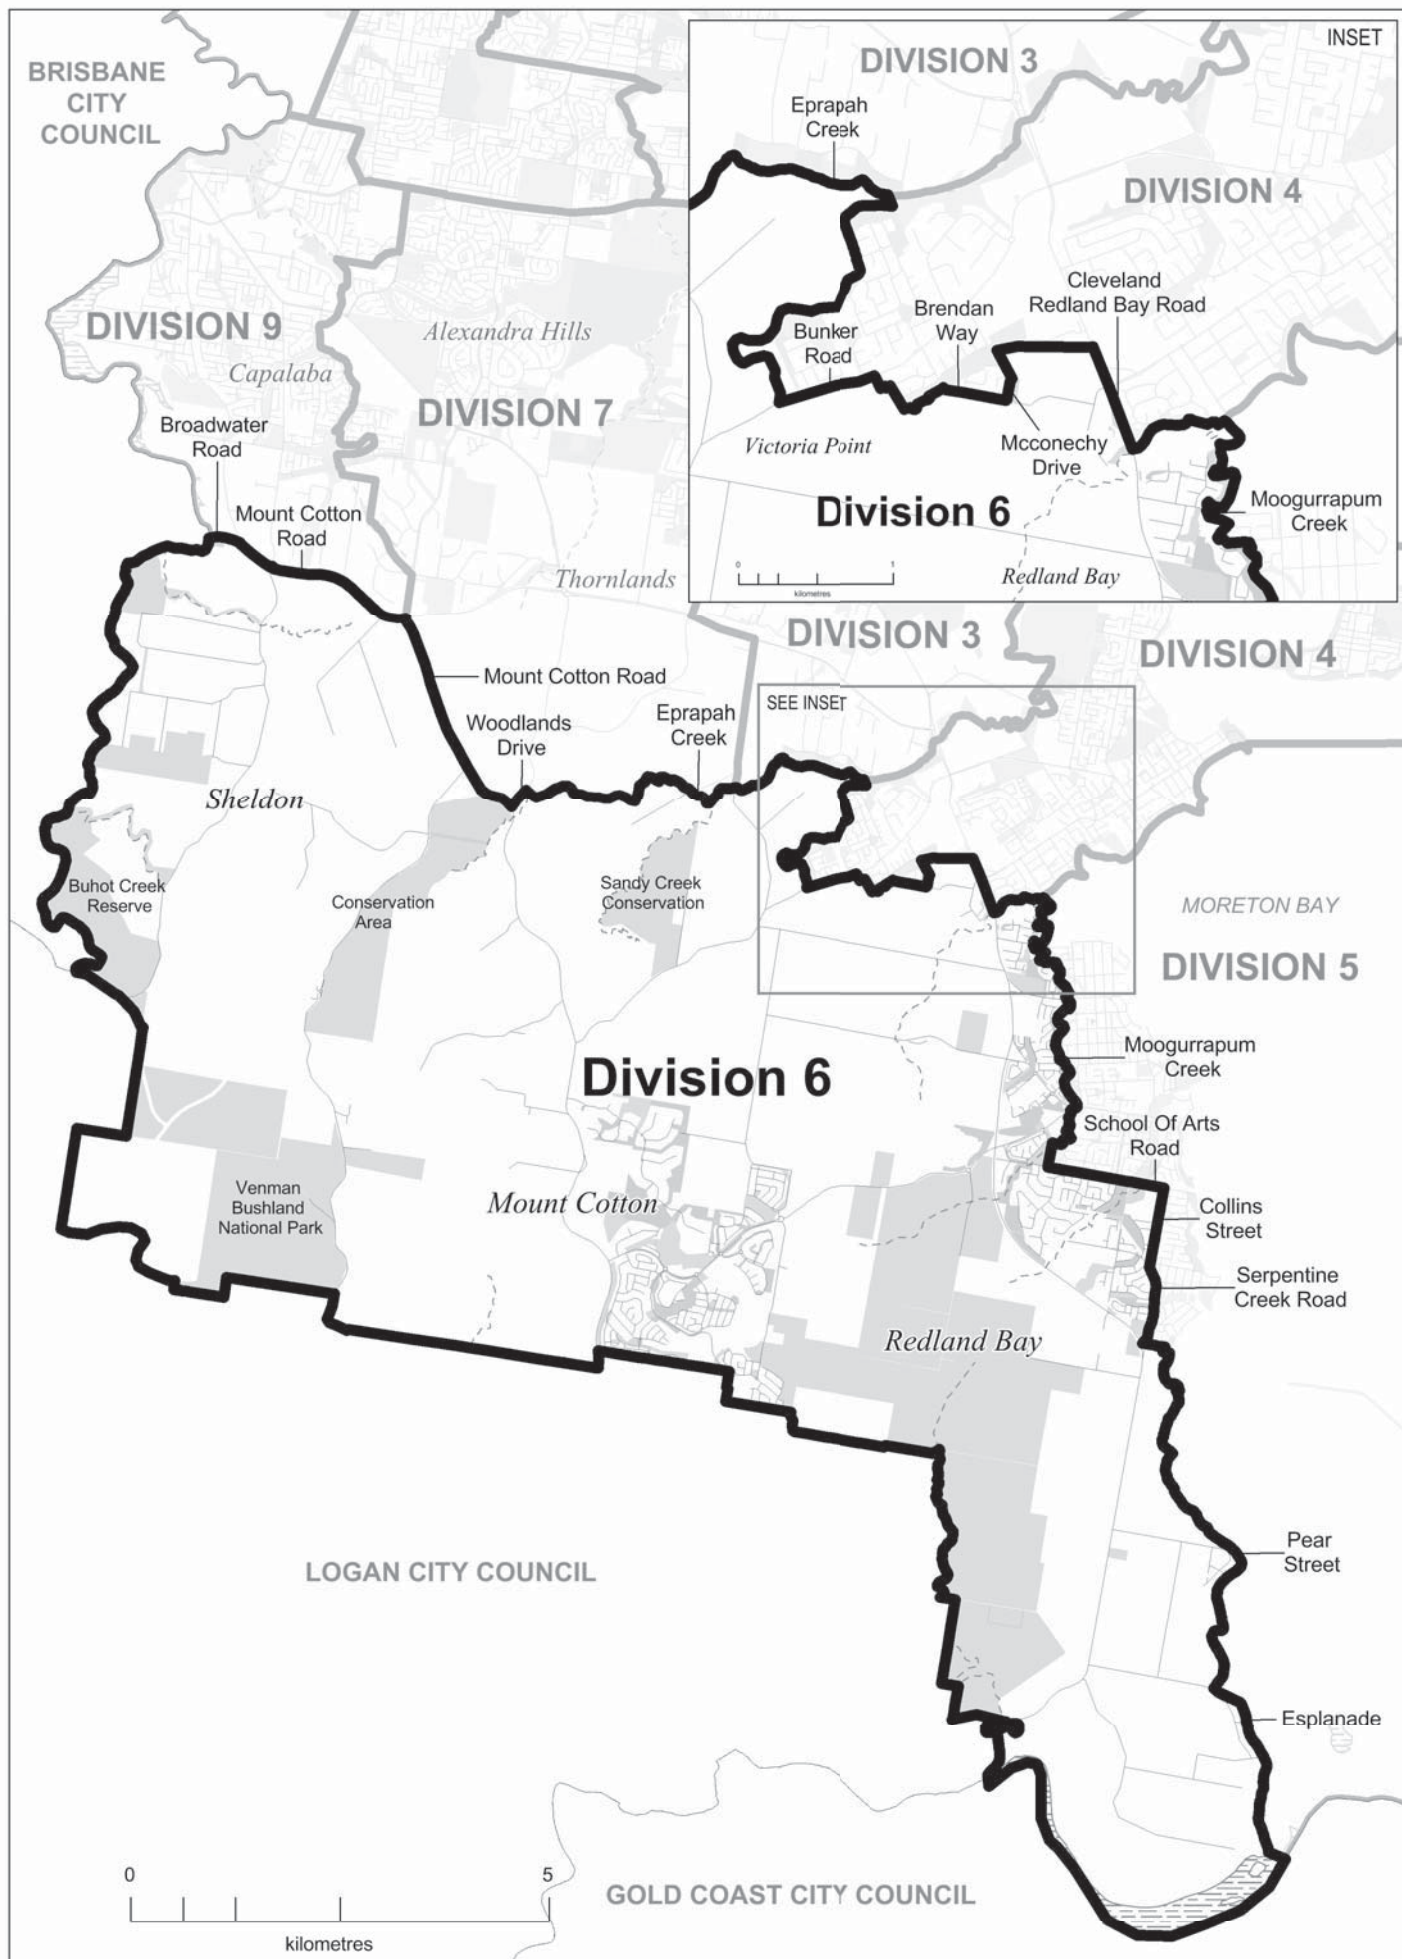 BRISBANE
CITY
COUNCIL
INSET
DIVISION 3
Eprapah
Creek
DIVISION 4
Cleveland
Redland Bay Road
Brendan
Way
Bunker
Road
Victoria Point
Mcconechy
Drive
Division 6
Moogurrapum
Creek
0
1
kilometres
Redland Bay
DIVISION 9
Alexandra Hills
Capalaba
DIVISION 7
Broadwater
Road
Mount Cotton
Road
Thornlands
DIVISION 3
DIVISION 4
Mount Cotton Road
SEE INSET
Woodlands
Drive
Eprapah
Creek
Sheldon
Buhot Creek
Reserve
Conservation
Area
Sandy Creek
Conservation
MORETON BAY
DIVISION 5
Division 6
Moogurrapum
Creek
School Of Arts
Road
Venman
Bushland
National Park
Mount Cotton
Collins
Street
Serpentine
Creek Road
Redland Bay
Pear
Street
LOGAN CITY COUNCIL
Esplanade
0
5
kilometres
GOLD COAST CITY COUNCIL